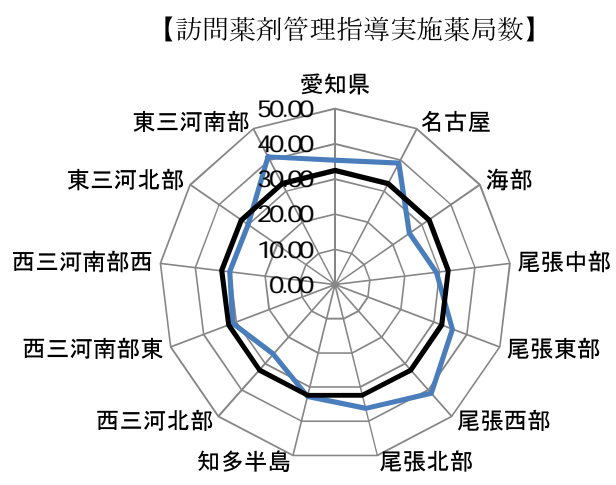 【訪問薬剤管理指導実施薬局数】
愛知県
名古屋
海部
尾張中部
尾張東部
尾張西部
尾張北部
知多半島
西三河北部
西三河南部東
西三河南部西
東三河北部
東三河南部
50.00
40.00
30.00
20.00
10.00
0.00